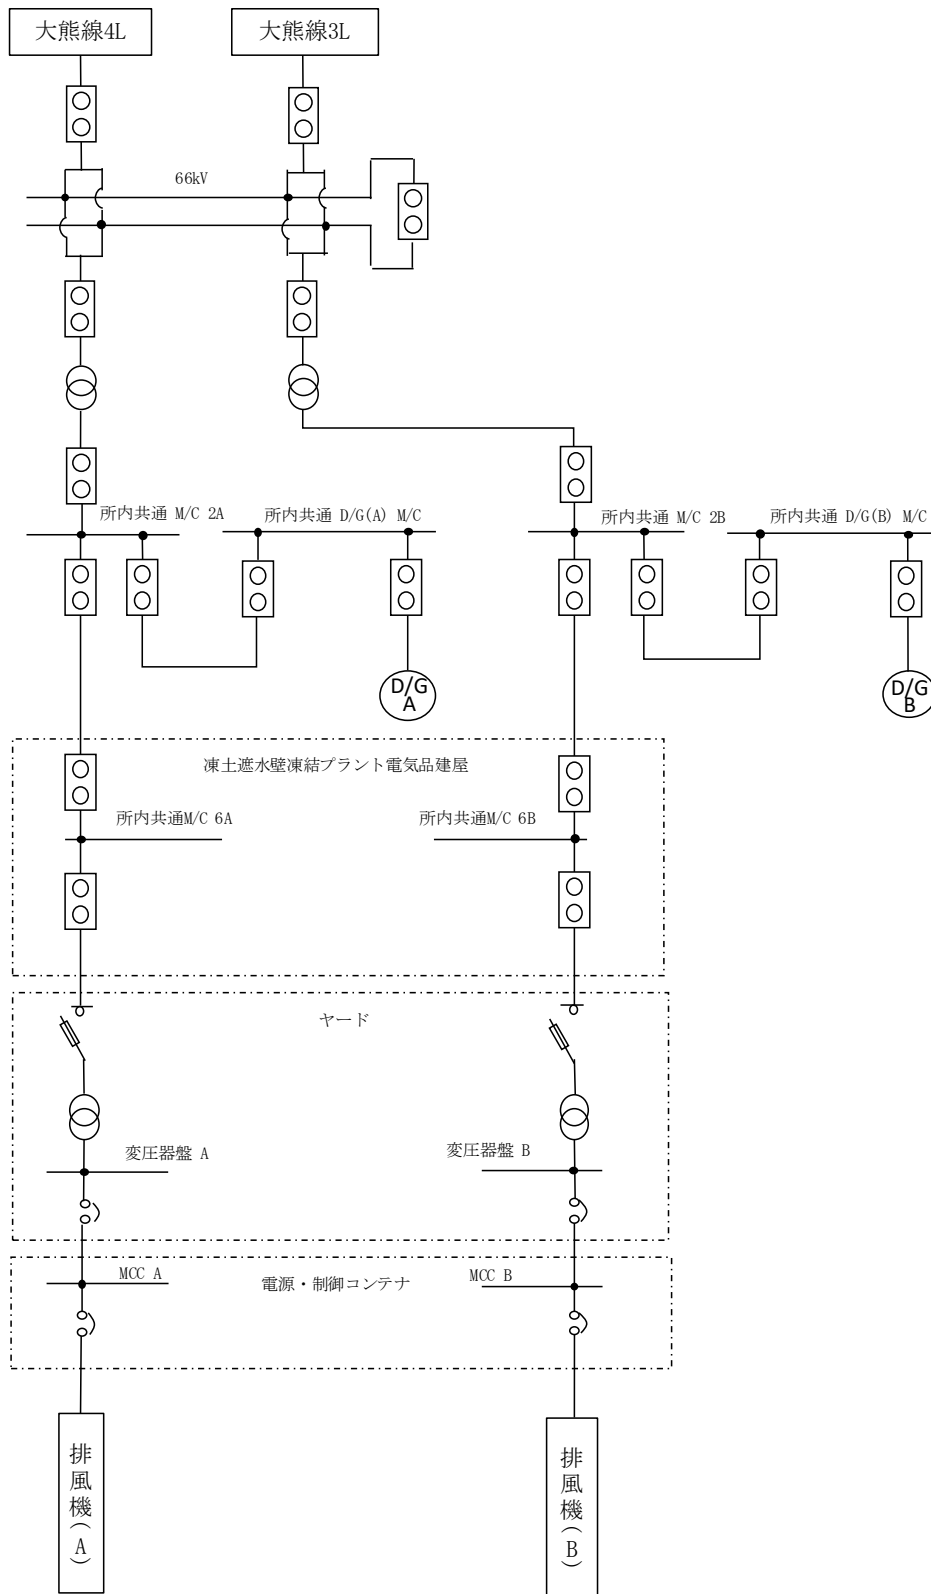 大熊線4L
大熊線3L
66kV
所内共通 M/C 2A
所内共通 D/G(A) M/C
所内共通 M/C 2B
所内共通 D/G(B) M/C
D/G
A
D/G
B
凍土遮水壁凍結プラント電気品建屋
所内共通M/C 6A
所内共通M/C 6B
ヤード
変圧器盤 A
変圧器盤 B
MCC A
電源・制御コンテナ
MCC B
排風機(A)
排風機(B)